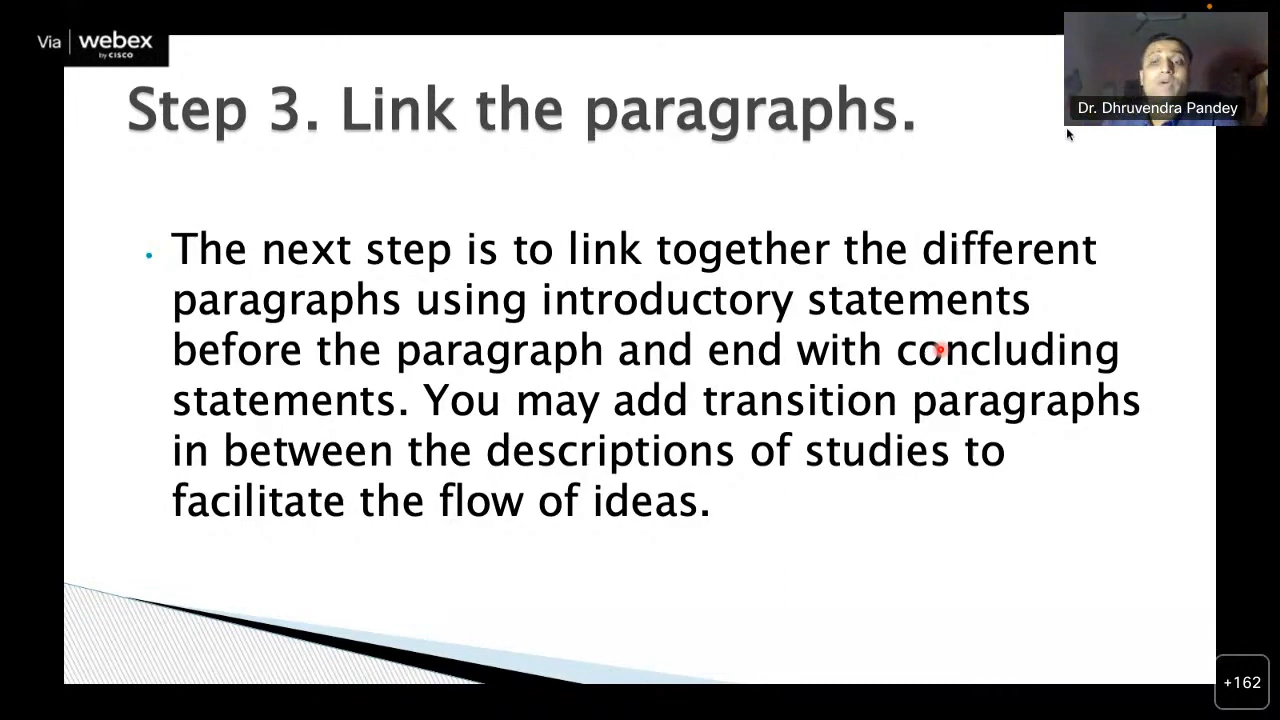 Via | webex
by CISCO
Dr. Dhruvendra Pandey
Step 3. Link the paragraphs.
• The next step is to link together the different
paragraphs using introductory statements
before the paragraph and end with concluding
statements. You may add transition paragraphs
in between the descriptions of studies to
facilitate the flow of ideas.
+162